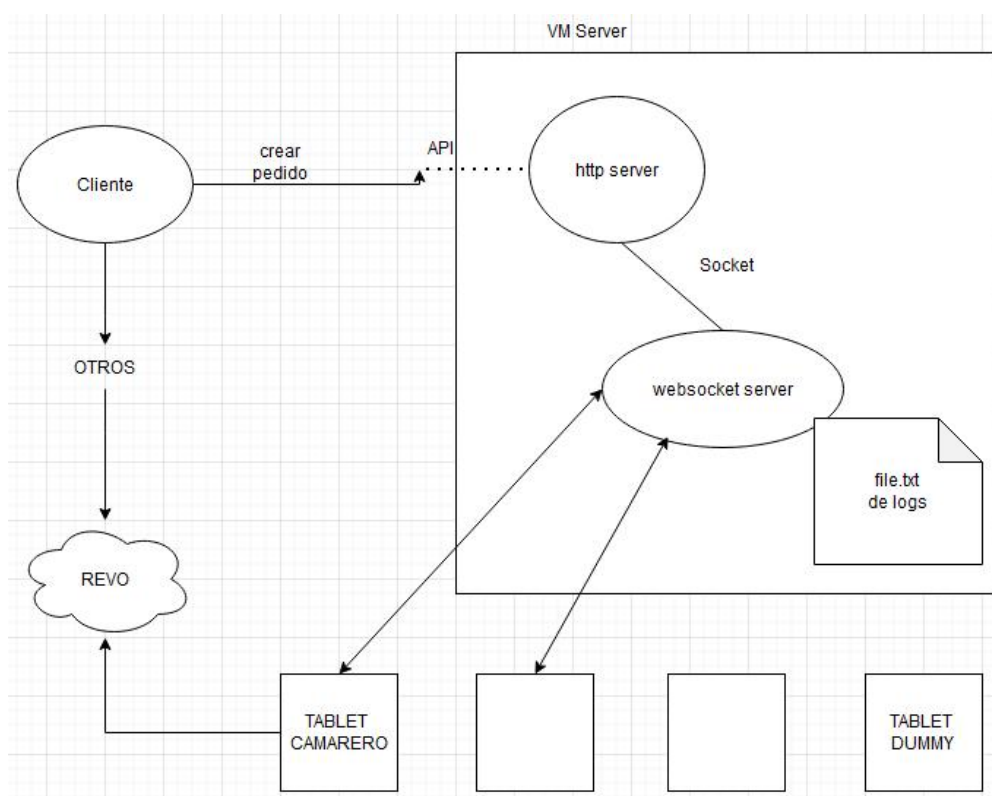 VM Server
crear
pedido
API
http server
Cliente
Socket
OTROS
websocket server
file.txt
de logs
REVO
TABLET
CAMARERO
TABLET
DUMMY